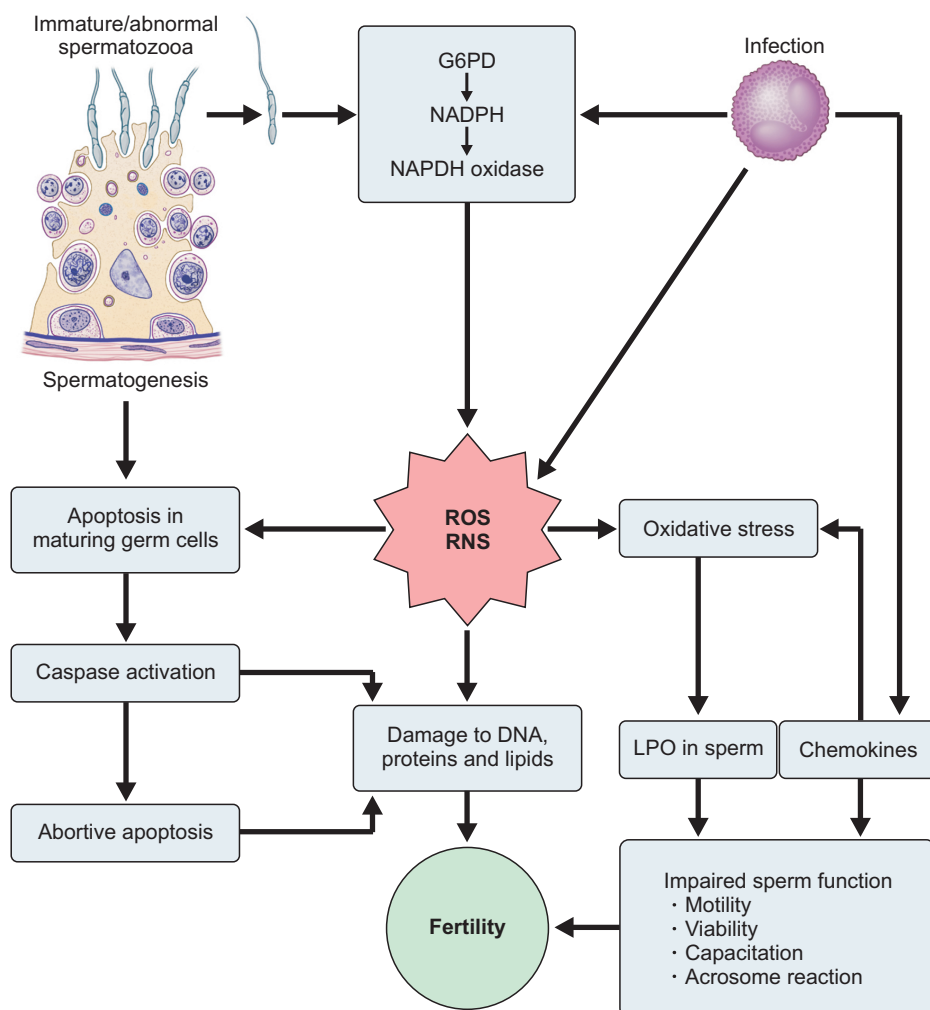 Immature/abnormal
spermatozooa
G6PD
NADPH
NAPDH oxidase
Infection
Spermatogenesis
Apoptosis in
maturing germ cells
ROS
RNS
Oxidative stress
Caspase activation
Damage to DNA,
proteins and lipids
LPO in sperm
Chemokines
Abortive apoptosis
Fertility
Impaired sperm function
· Motility
· Viability
· Capacitation
· Acrosome reaction